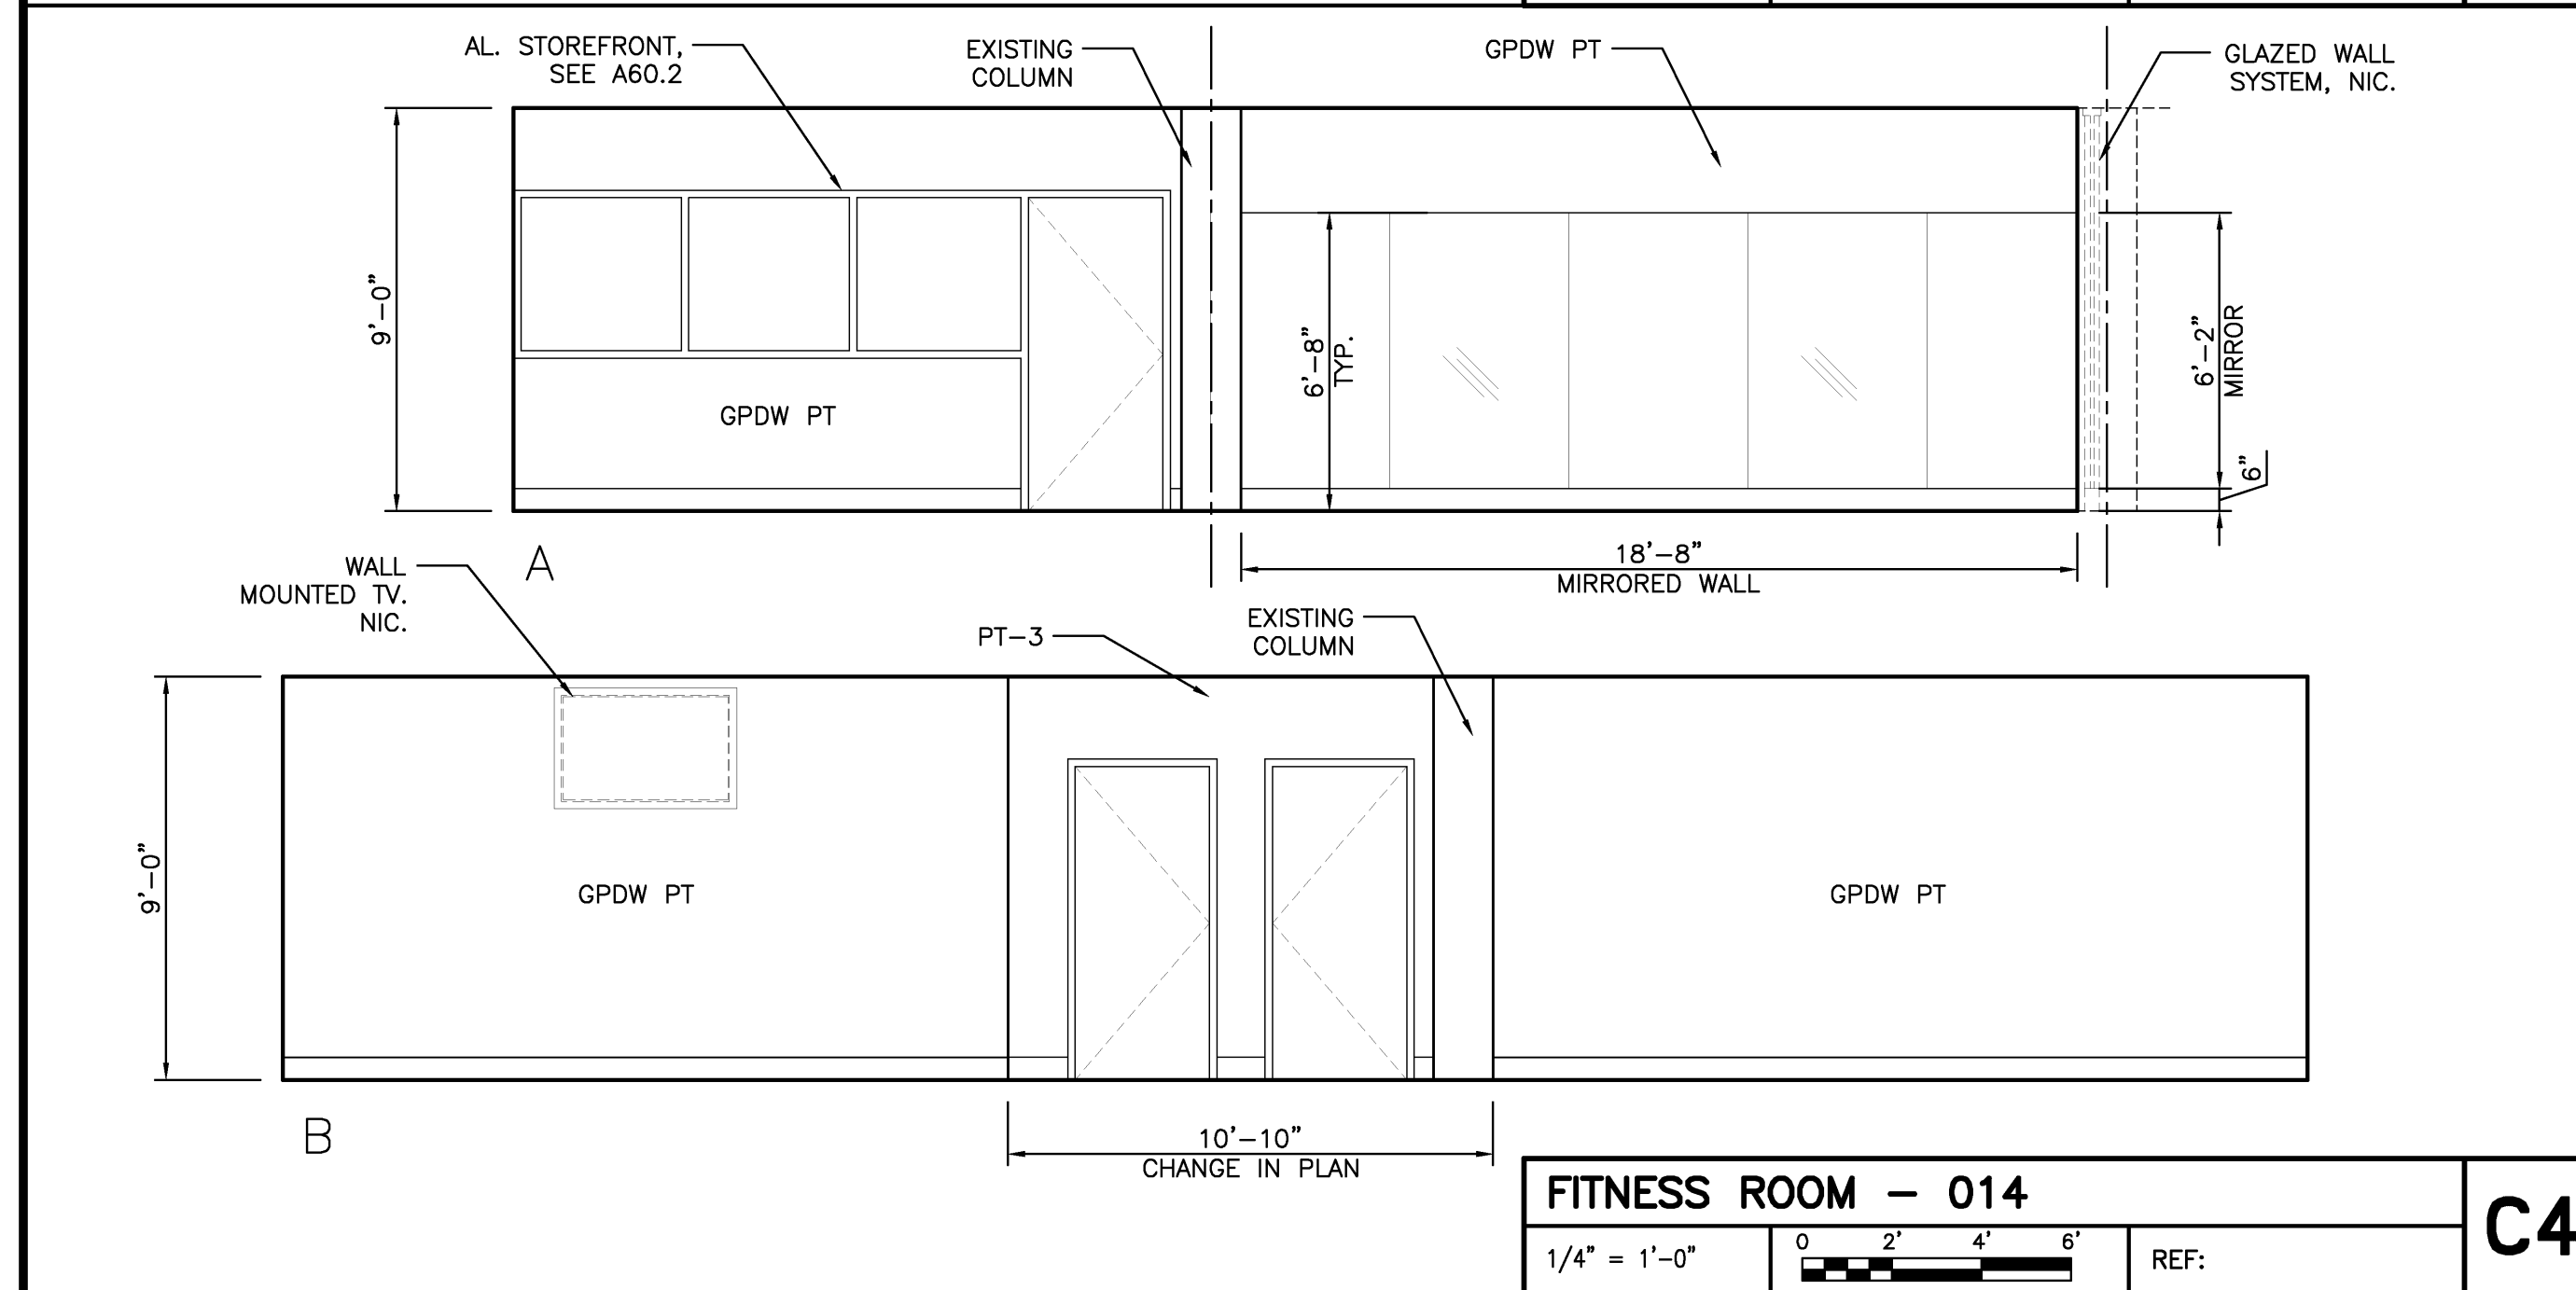 AL. STOREFRONT,
SEE A60.2
EXISTING
COLUMN
GPDW PT
GLAZED WALL
SYSTEM, NIC.
9'-0"
GPDW PT
6'-8"
TYP.
6'-2"
MIRROR
6"
A
18'-8"
MIRRORED WALL
WALL
MOUNTED TV.
NIC.
PT-3
EXISTING
COLUMN
9'-0"
GPDW PT
GPDW PT
B
10'-10"
CHANGE IN PLAN
FITNESS ROOM - 014
C4
1/4" = 1'-0"
0 2' 4' 6'
REF: